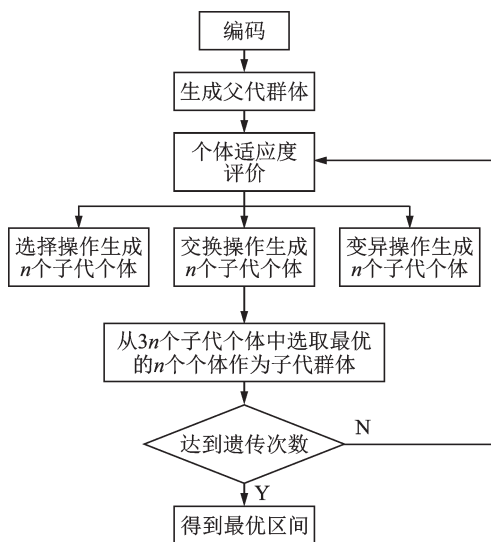 编码
生成父代群体
个体适应度
评价
选择操作生成
n个子代个体
交换操作生成
n个子代个体
变异操作生成
n个子代个体
从3n个子代个体中选取最优
的n个个体作为子代群体
达到遗传次数
N
Y
得到最优区间